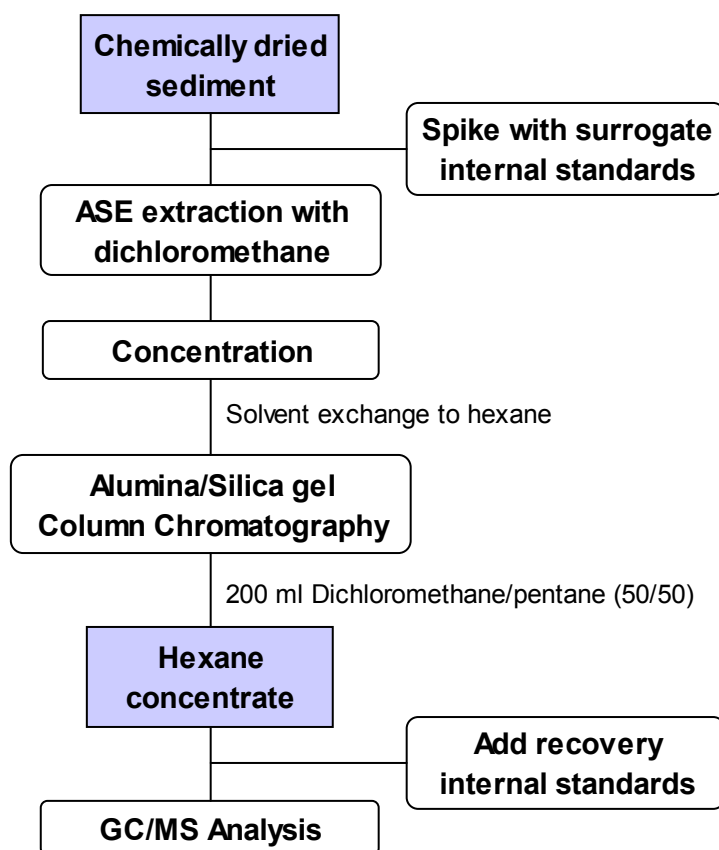 Chemically dried
sediment
Spike with surrogate
internal standards
ASE extraction with
dichloromethane
Concentration
Solvent exchange to hexane
Alumina/Silica gel
Column Chromatography
200 ml Dichloromethane/pentane (50/50)
Hexane
concentrate
Add recovery
internal standards
GC/MS Analysis